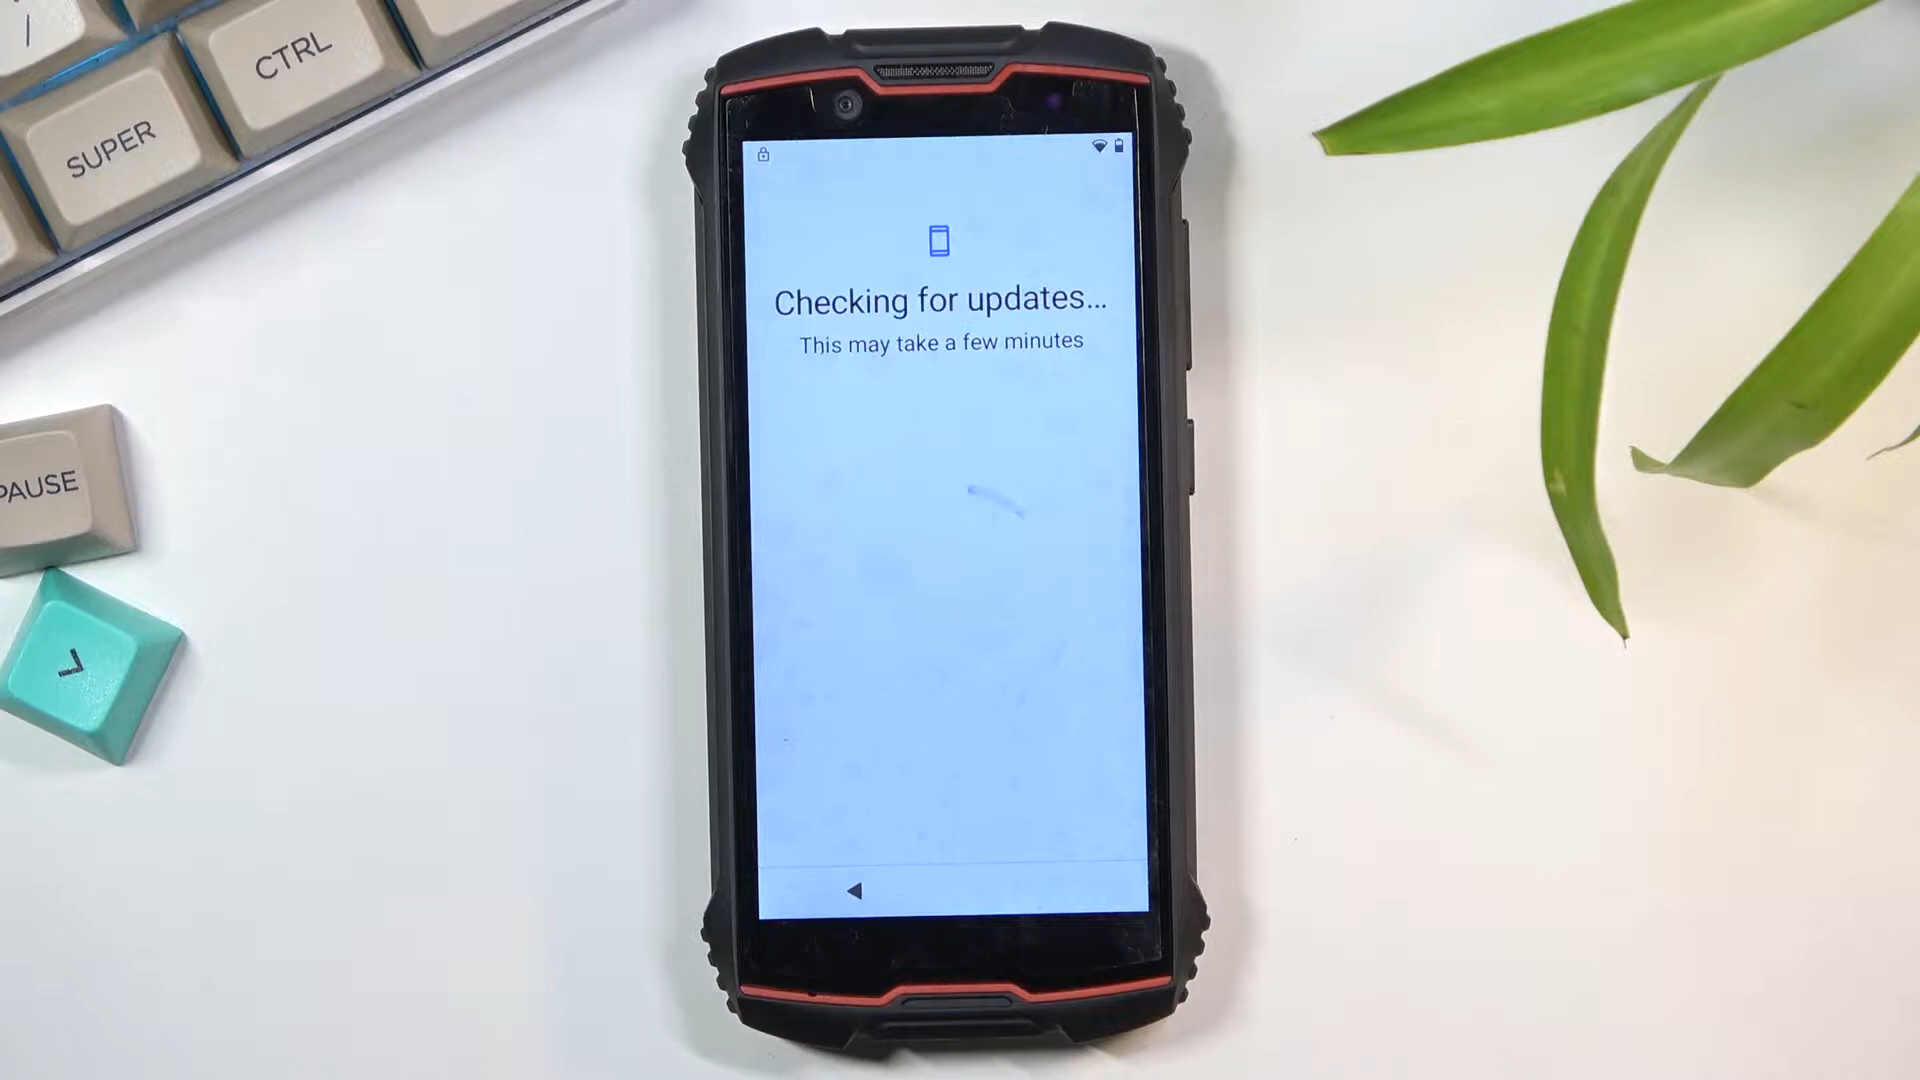 /
CTRL
SUPER
Checking for updates...
This may take a few minutes
PAUSE